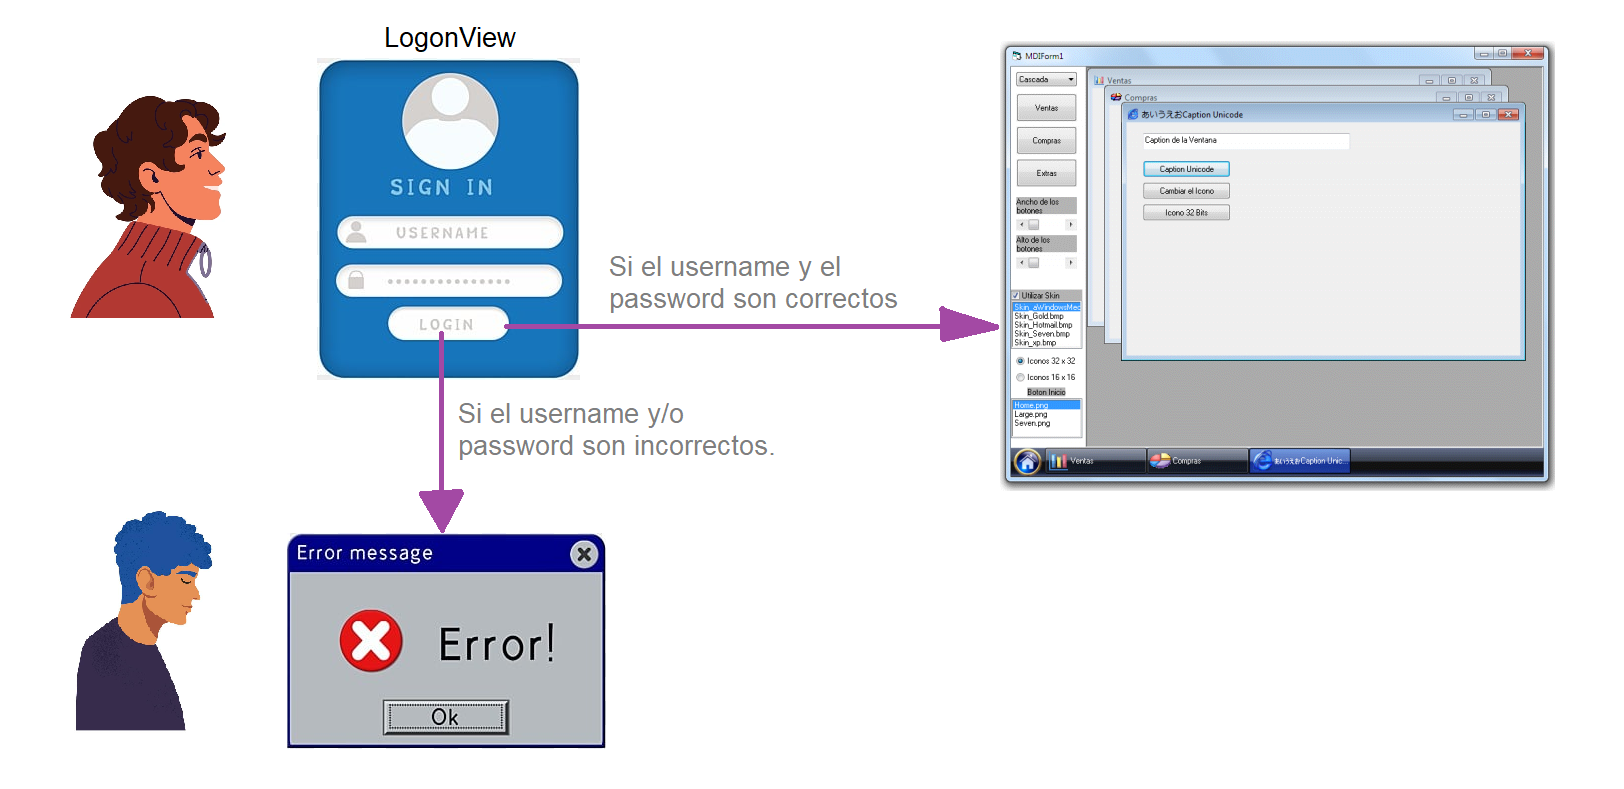 LogonView
SIGN IN
USERNAME
LOGIN
Si el username y el
password son correctos
Si el username y/o
password son incorrectos.
Error message
Error!
Ok
MDIForm1
Cascada
Ventas
Compras
Extras
Ancho de los
botones
Alto de los
botones
Utilizar Skin
Skin_aWindowsMec
Skin_Gold.bmp
Skin_Hotmail.bmp
Skin_Seven.bmp
Skin_xp.bmp
Iconos 32 x 32
Iconos 16 x 16
Boton Inicio
Home.png
Large.png
Seven.png
Ventas
Compras
あいうえおCaption Unicode
Caption de la Ventana
Caption Unicode
Cambiar el Icono
Icono 32 Bits
Ventas
Compras
あいうえおCaption Unic...